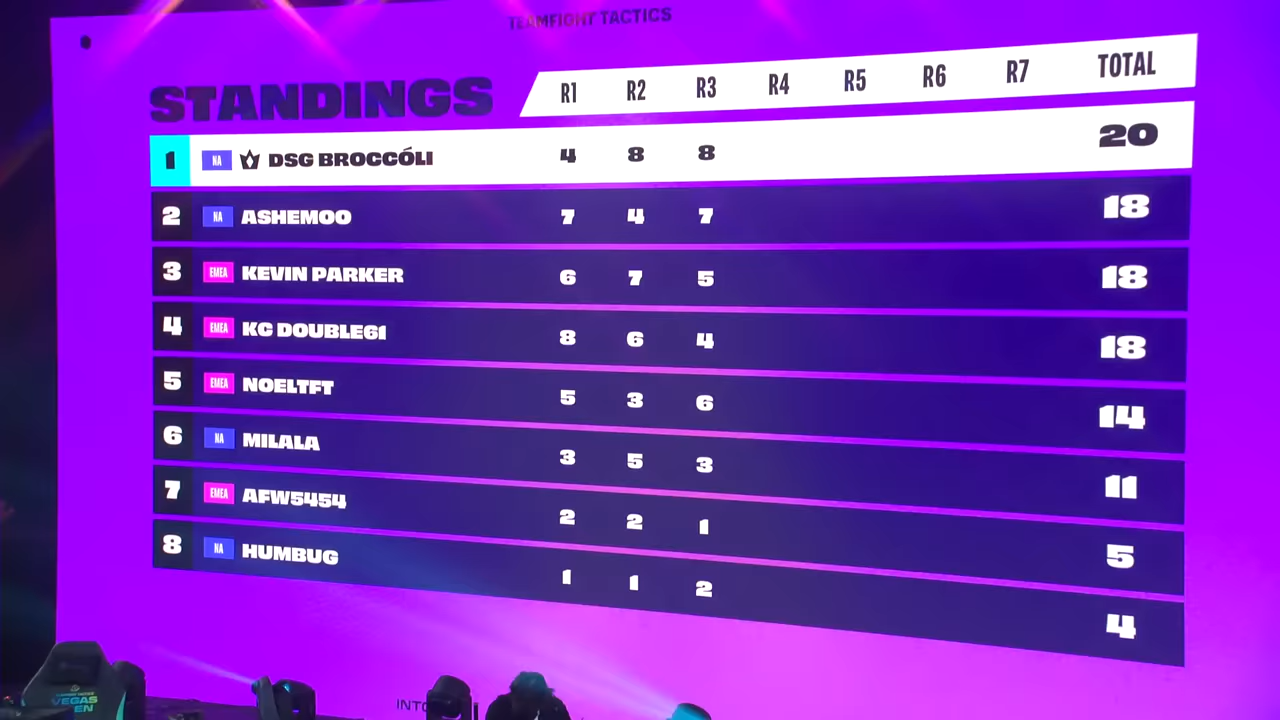 TEAMFIGHT TACTICS
STANDINGS R1 R2 R3 R4 R5 R6 R7 TOTAL
1 NA DSG BROCCÓLI 4 8 8 20
2 NA ASHEMOO 7 4 7 18
3 EMEA KEVIN PARKER 6 7 5 18
4 EMEA KC DOUBLE61 8 6 4 18
5 EMEA NOELTFT 5 3 6 14
6 NA MILALA 3 5 3 11
7 EMEA AFW5454 2 2 1 5
8 NA HUMBUG 1 1 2 4
VEGAS